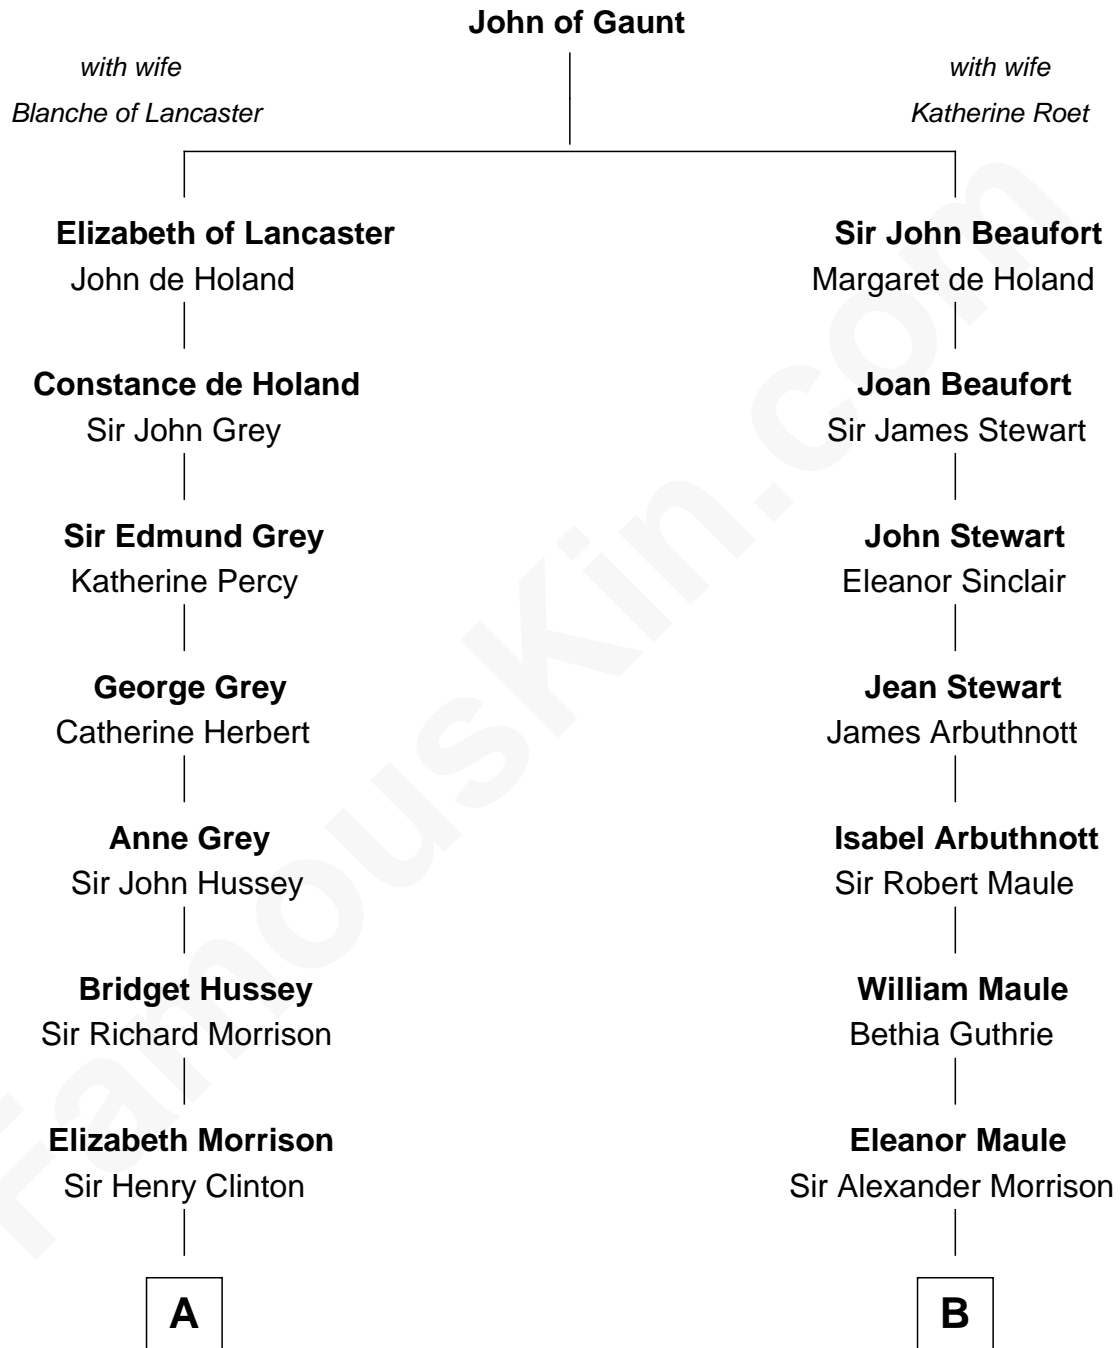 John of Gaunt
with wife
Blanche of Lancaster
with wife
Katherine Roet
Elizabeth of Lancaster
John de Holand
Sir John Beaufort
Margaret de Holand
Constance de Holand
Sir John Grey
Joan Beaufort
Sir James Stewart
Sir Edmund Grey
Katherine Percy
John Stewart
Eleanor Sinclair
George Grey
Catherine Herbert
Jean Stewart
James Arbuthnott
Anne Grey
Sir John Hussey
Isabel Arbuthnott
Sir Robert Maule
Bridget Hussey
Sir Richard Morrison
William Maule
Bethia Guthrie
Elizabeth Morrison
Sir Henry Clinton
Eleanor Maule
Sir Alexander Morrison
A
B
FamousKin.com